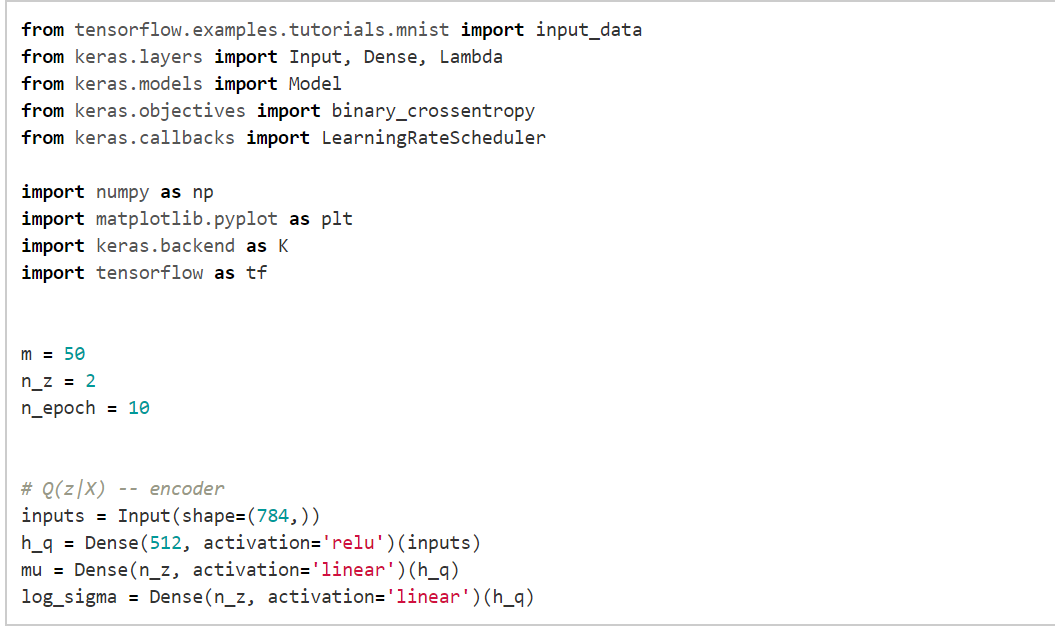 from tensorflow.examples.tutorials.mnist import input_data
from keras.layers import Input, Dense, Lambda
from keras.models import Model
from keras.objectives import binary_crossentropy
from keras.callbacks import LearningRateScheduler
import numpy as np
import matplotlib.pyplot as plt
import keras.backend as K
import tensorflow as tf
m = 50
n_z = 2
n_epoch = 10
# Q(z|X) -- encoder
inputs = Input(shape=(784,))
h_q = Dense(512, activation='relu')(inputs)
mu = Dense(n_z, activation='linear')(h_q)
log_sigma = Dense(n_z, activation='linear')(h_q)